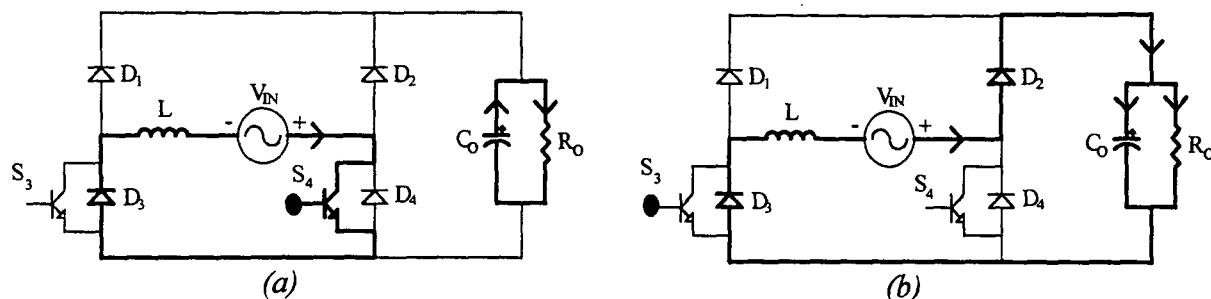 D1
D2
L
VIN
- +
CO
RO
S3
D3
S4
D4
(a)
D1
D2
L
VIN
- +
CO
RO
S3
D3
S4
D4
(b)